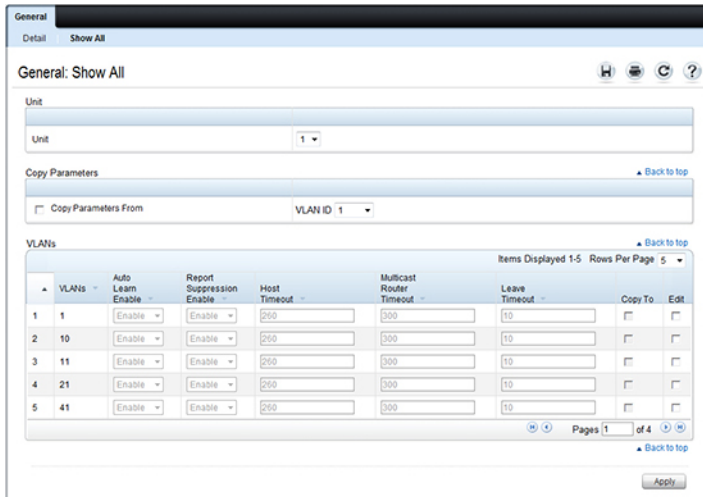 General
Detail Show All
General: Show All
Unit
Unit 1
Copy Parameters
Back to top
Copy Parameters From VLAN ID 1
VLANs
Back to top
Items Displayed 1-5 Rows Per Page 5
VLANs Auto Learn Enable Report Suppression Enable Host Timeout Multicast Router Timeout Leave Timeout Copy To Edit
1 1 Enable Enable 260 300 10
2 10 Enable Enable 260 300 10
3 11 Enable Enable 260 300 10
4 21 Enable Enable 260 300 10
5 41 Enable Enable 260 300 10
Pages 1 of 4
Back to top
Apply